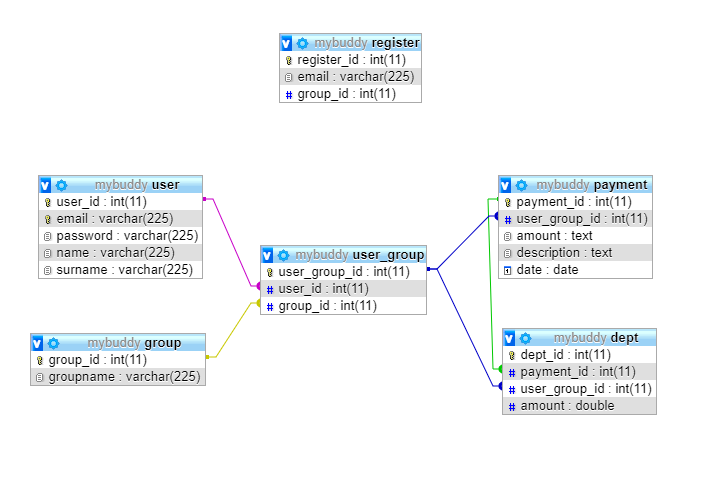 mybuddy register
register_id : int(11)
email : varchar(225)
# group_id : int(11)
mybuddy user
user_id : int(11)
email : varchar(225)
password : varchar(225)
name : varchar(225)
surname : varchar(225)
mybuddy payment
payment_id : int(11)
# user_group_id : int(11)
amount : text
description : text
date : date
mybuddy user_group
user_group_id : int(11)
# user_id : int(11)
# group_id : int(11)
mybuddy group
group_id : int(11)
groupname : varchar(225)
mybuddy dept
dept_id : int(11)
# payment_id : int(11)
# user_group_id : int(11)
# amount : double